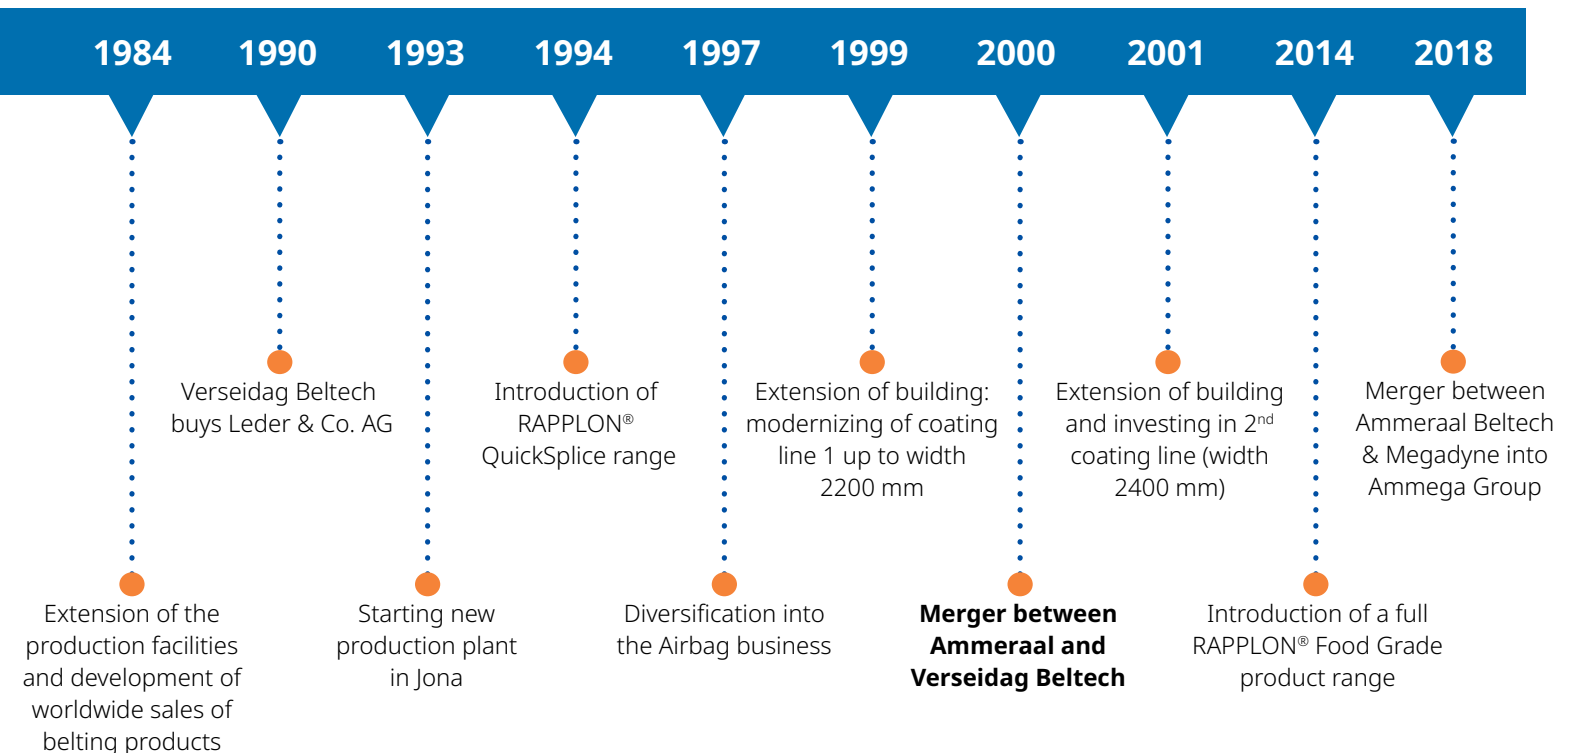 1984 1990 1993 1994 1997 1999 2000 2001 2014 2018
Verseidag Beltech
buys Leder & Co. AG
Introduction of
RAPPLON®
QuickSplice range
Extension of building:
modernizing of coating
line 1 up to width
2200 mm
Extension of building
and investing in 2nd
coating line (width
2400 mm)
Merger between
Ammeraal Beltech
& Megadyne into
Ammega Group
Extension of the
production facilities
and development of
worldwide sales of
belting products
Starting new
production plant
in Jona
Diversification into
the Airbag business
Merger between
Ammeraal and
Verseidag Beltech
Introduction of a full
RAPPLON® Food Grade
product range